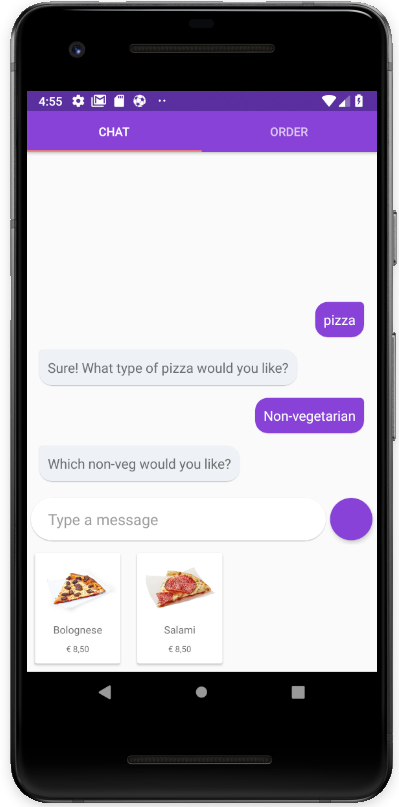 4:55
CHAT
ORDER
pizza
Sure! What type of pizza would you like?
Non-vegetarian
Which non-veg would you like?
Type a message
Bolognese
Salami
€ 8,50
€ 8,50